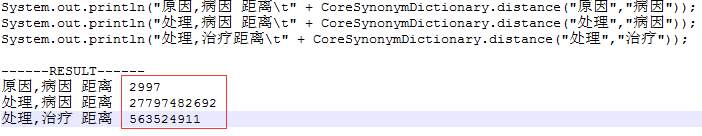 System.out.println("原因,病因 距离\t" + CoreSynonymDictionary.distance("原因","病因"));
System.out.println("处理,病因 距离\t" + CoreSynonymDictionary.distance("处理","病因"));
System.out.println("处理,治疗距离\t" + CoreSynonymDictionary.distance("处理","治疗"));
------RESULT------
原因,病因 距离 2997
处理,病因 距离 27797482692
处理,治疗 距离 563524911